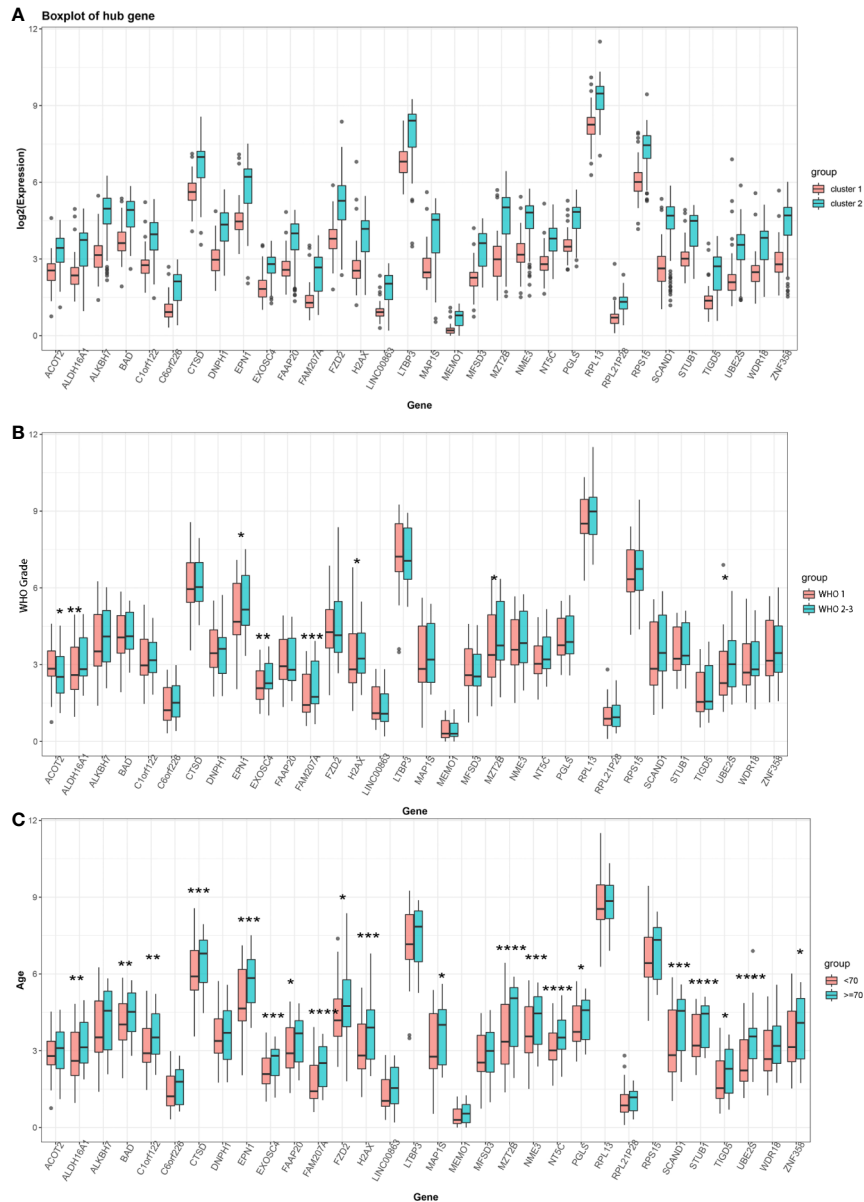 A
Boxplot of hub gene
12
9
6
3
0
log2(Expression)
ACOT2 ALDH16A1 ALKBH7 BAD C1orf122 C6orf226 CTSD DNPH1 EPN1 EXOSC4 FAAP20 FAM207A FZD2 H2AX LINC00863 LTBP3 MAP1S MEMO1 MFSD3 MZT2B NME3 NT5C PGLS RPL13 RPL21P28 RPS15 SCAND1 STUB1 TIGD5 UBE2S WDR18 ZNF358
Gene
group
cluster 1
cluster 2
B
12
9
6
3
0
WHO Grade
* ** * ** *** * * *
ACOT2 ALDH16A1 ALKBH7 BAD C1orf122 C6orf226 CTSD DNPH1 EPN1 EXOSC4 FAAP20 FAM207A FZD2 H2AX LINC00863 LTBP3 MAP1S MEMO1 MFSD3 MZT2B NME3 NT5C PGLS RPL13 RPL21P28 RPS15 SCAND1 STUB1 TIGD5 UBE2S WDR18 ZNF358
Gene
group
WHO 1
WHO 2-3
C
12
9
6
3
0
Age
** ** ** *** *** *** * **** * *** * **** *** **** * *** **** * **** *
ACOT2 ALDH16A1 ALKBH7 BAD C1orf122 C6orf226 CTSD DNPH1 EPN1 EXOSC4 FAAP20 FAM207A FZD2 H2AX LINC00863 LTBP3 MAP1S MEMO1 MFSD3 MZT2B NME3 NT5C PGLS RPL13 RPL21P28 RPS15 SCAND1 STUB1 TIGD5 UBE2S WDR18 ZNF358
Gene
group
<70
>=70